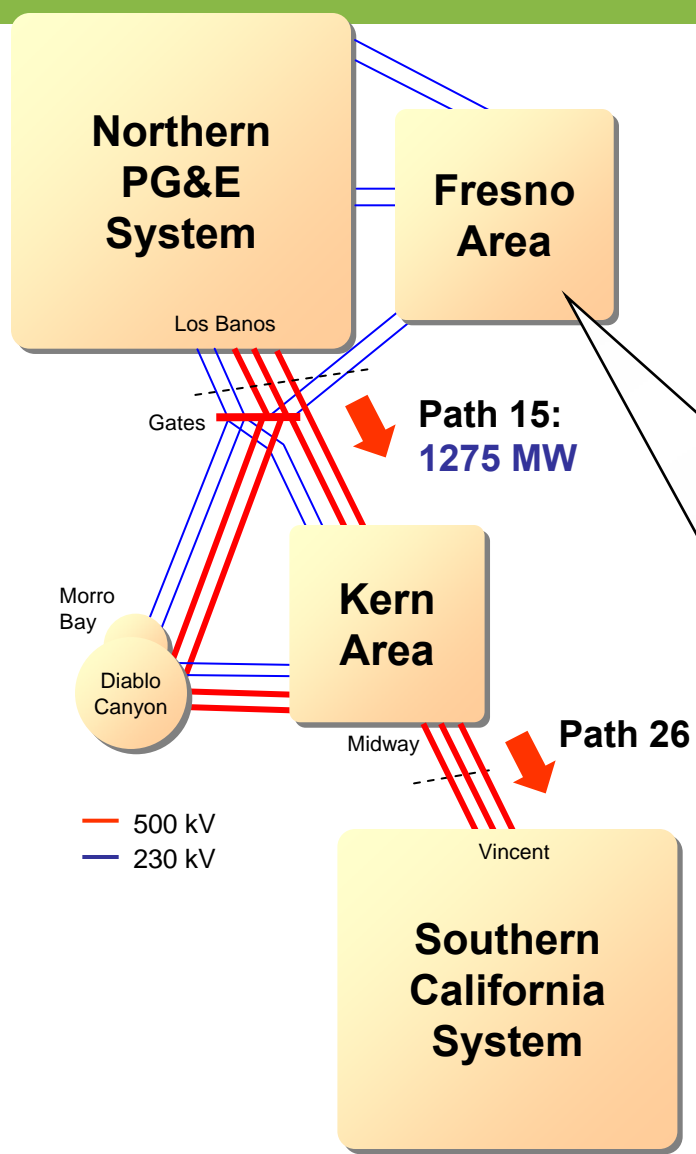 Northern
PG&E
System
Fresno
Area
Los Banos
Gates
Path 15:
1275 MW
Morro
Bay
Kern
Area
Diablo
Canyon
Midway
Path 26
500 kV
230 kV
Vincent
Southern
California
System